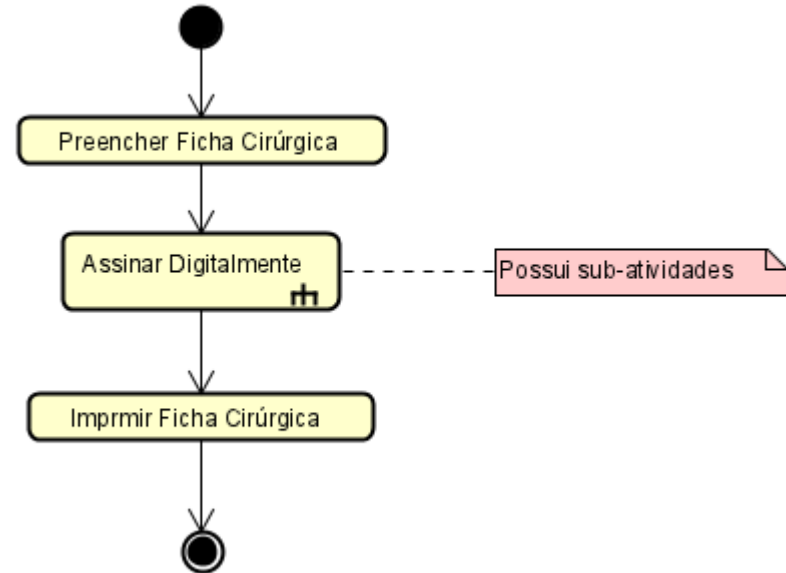 Preencher Ficha Cirúrgica
Assinar Digitalmente
Possui sub-atividades
Imprmir Ficha Cirúrgica